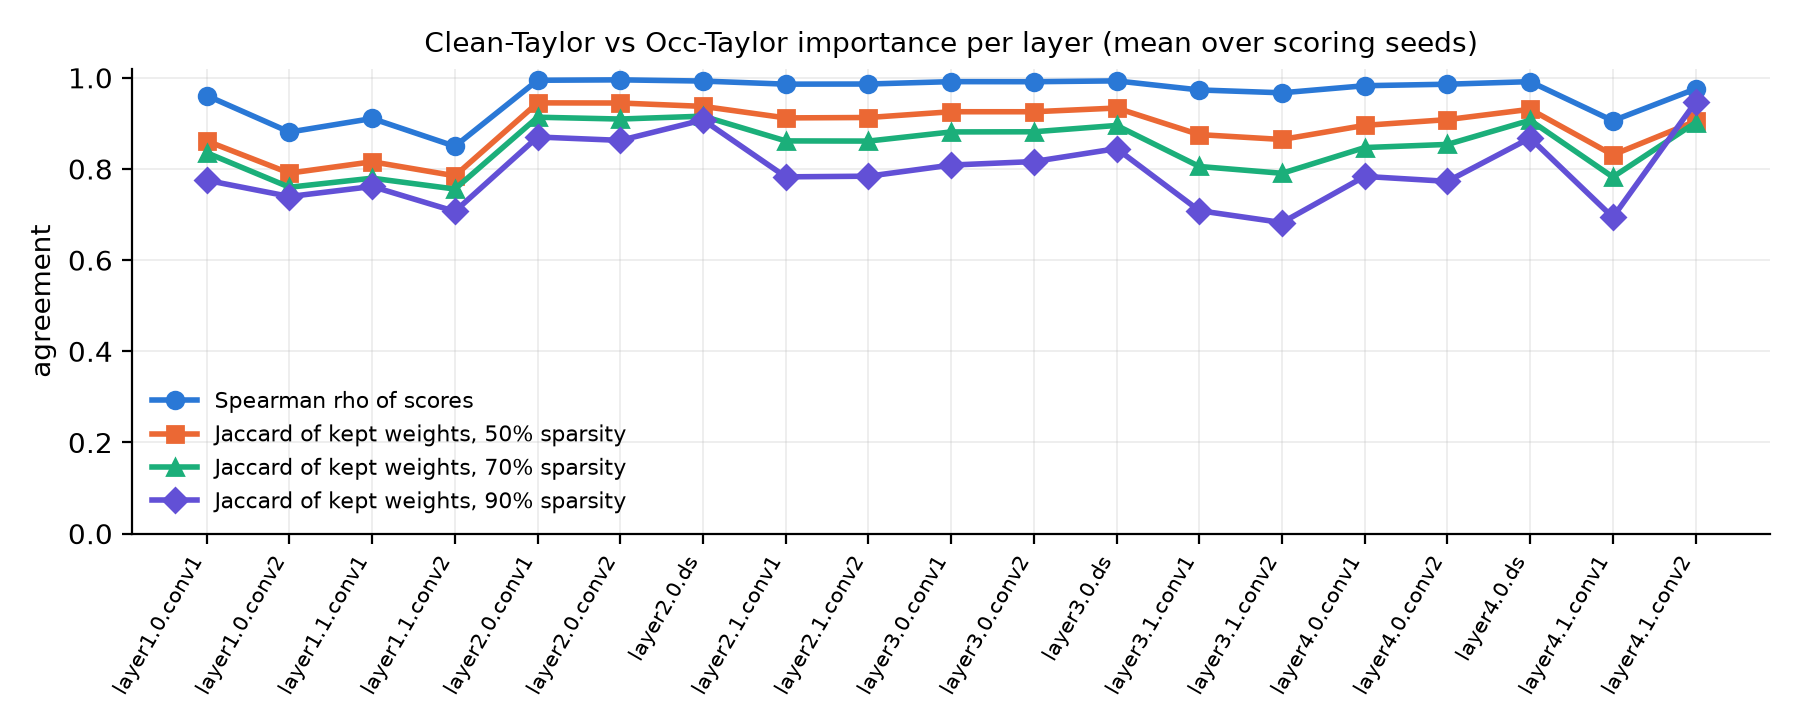 Clean-Taylor vs Occ-Taylor importance per layer (mean over scoring seeds)
1.0
0.8
0.6
0.4
0.2
0.0
agreement
Spearman rho of scores
Jaccard of kept weights, 50% sparsity
Jaccard of kept weights, 70% sparsity
Jaccard of kept weights, 90% sparsity
layer1.0.conv1
layer1.0.conv2
layer1.1.conv1
layer1.1.conv2
layer2.0.conv1
layer2.0.conv2
layer2.0.ds
layer2.1.conv1
layer2.1.conv2
layer3.0.conv1
layer3.0.conv2
layer3.0.ds
layer3.1.conv1
layer3.1.conv2
layer4.0.conv1
layer4.0.conv2
layer4.0.ds
layer4.1.conv1
layer4.1.conv2